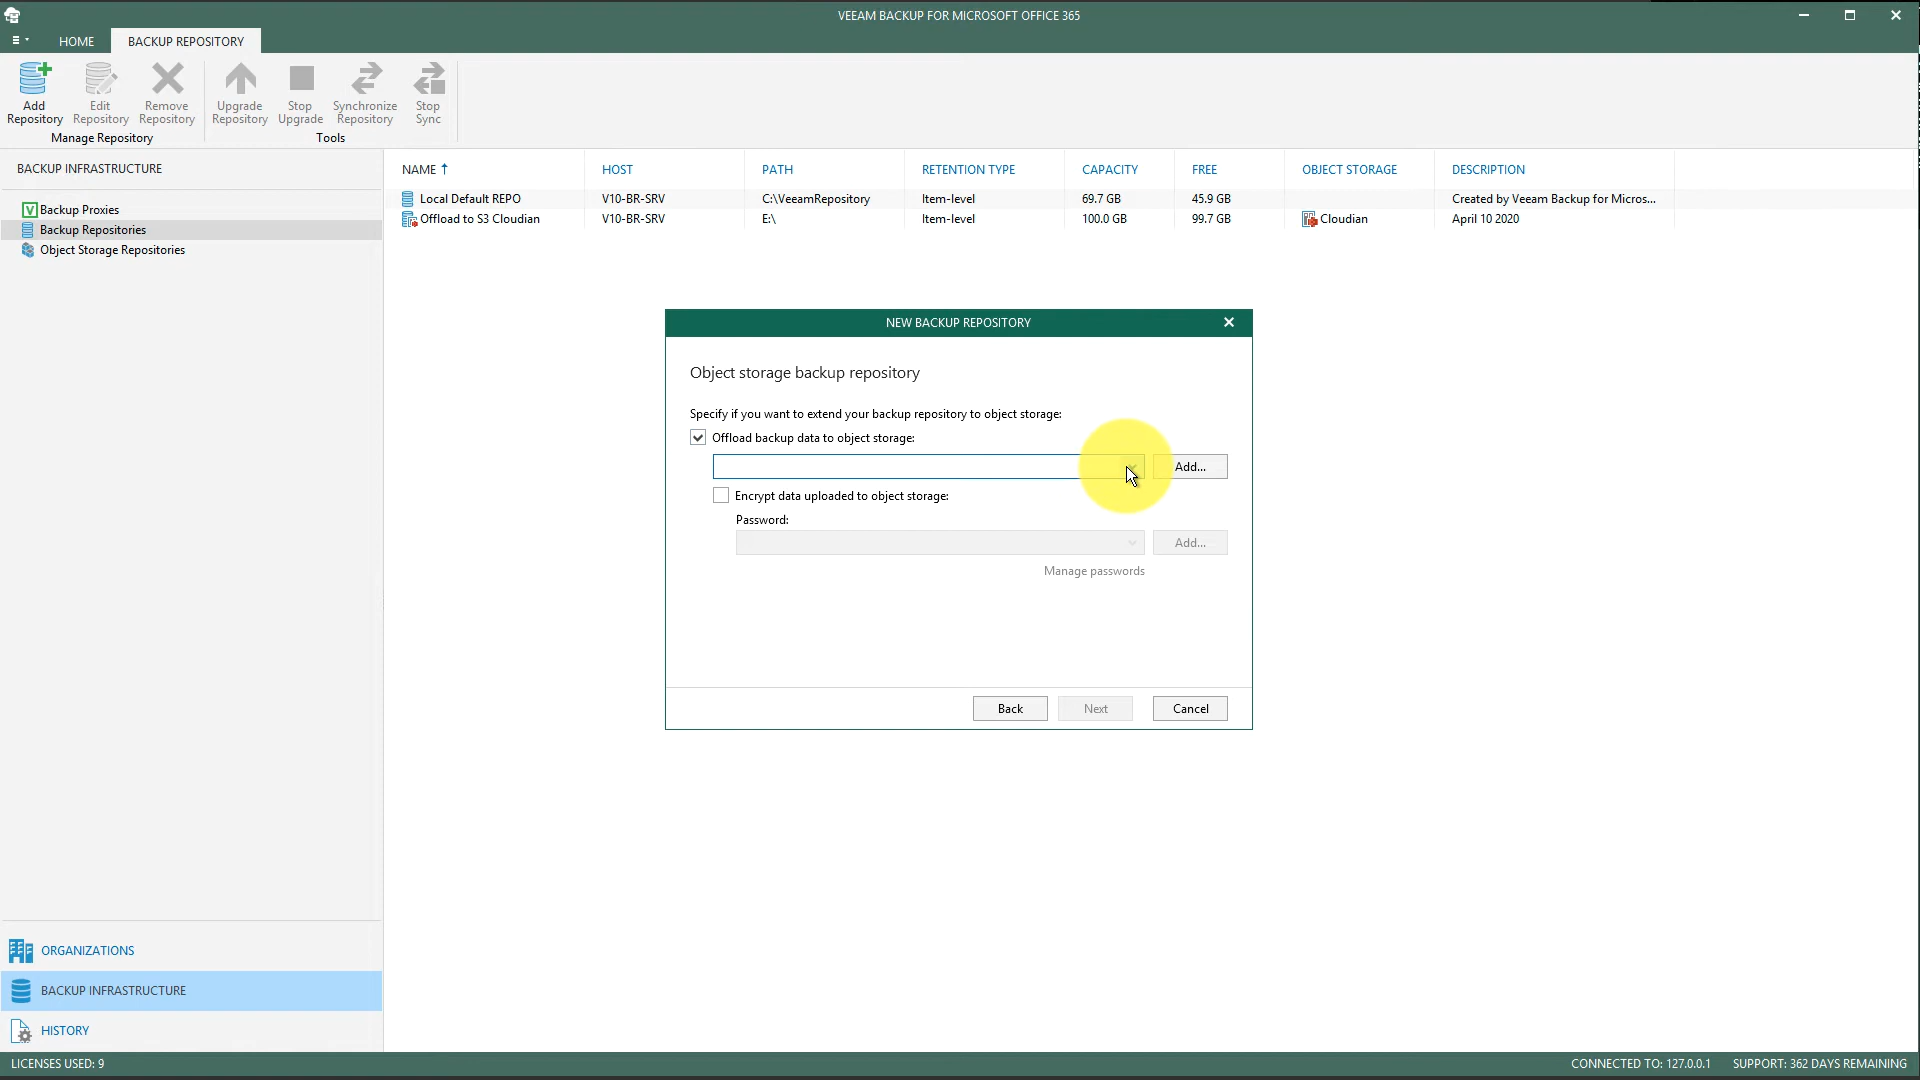 VEEAM BACKUP FOR MICROSOFT OFFICE 365
HOME
BACKUP REPOSITORY
Add Repository
Edit Repository
Remove Repository
Upgrade Repository
Stop Upgrade
Synchronize Repository
Stop Sync
Manage Repository
Tools
BACKUP INFRASTRUCTURE
Backup Proxies
Backup Repositories
Object Storage Repositories
NAME HOST PATH RETENTION TYPE CAPACITY FREE OBJECT STORAGE DESCRIPTION
Local Default REPO V10-BR-SRV C:\VeeamRepository Item-level 69.7 GB 45.9 GB Created by Veeam Backup for Micros...
Offload to S3 Cloudian V10-BR-SRV E:\ Item-level 100.0 GB 99.7 GB Cloudian April 10 2020
NEW BACKUP REPOSITORY
Object storage backup repository
Specify if you want to extend your backup repository to object storage:
Offload backup data to object storage:
Add...
Encrypt data uploaded to object storage:
Password:
Add...
Manage passwords
Back
Next
Cancel
ORGANIZATIONS
BACKUP INFRASTRUCTURE
HISTORY
LICENSES USED: 9
CONNECTED TO: 127.0.0.1
SUPPORT: 362 DAYS REMAINING